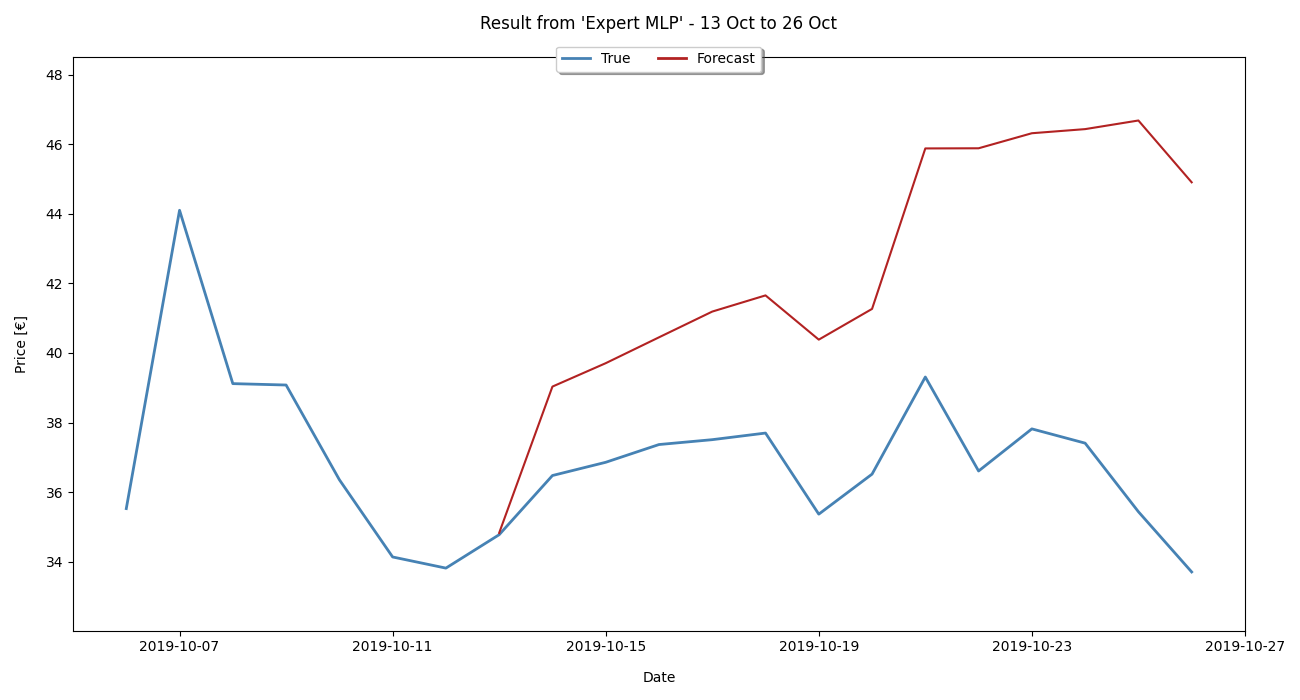 Result from 'Expert MLP' - 13 Oct to 26 Oct
True Forecast
48
46
44
42
40
38
36
34
Price [€]
2019-10-07 2019-10-11 2019-10-15 2019-10-19 2019-10-23 2019-10-27
Date